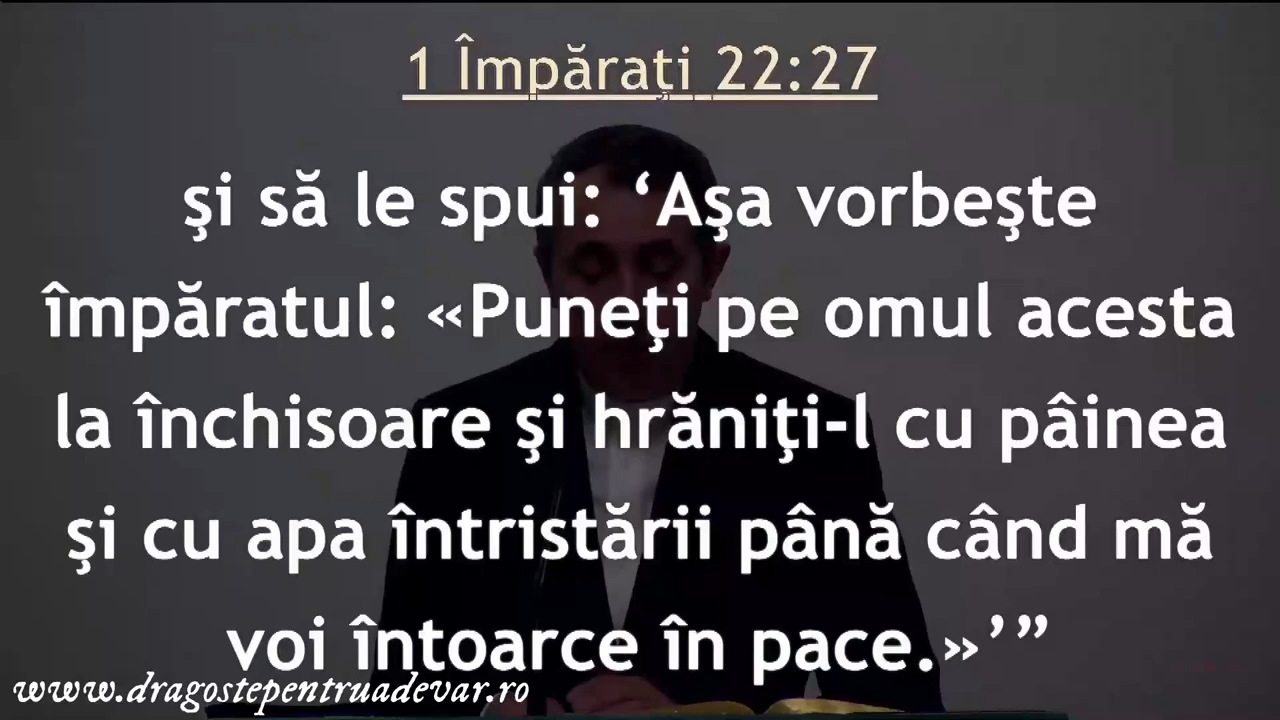 1 Împăraţi 22:27
şi să le spui: ‘Aşa vorbeşte
împăratul: «Puneţi pe omul acesta
la închisoare şi hrăniţi-l cu pâinea
şi cu apa întristării până când mă
voi întoarce în pace.»’”
www.dragostepentruadevar.ro